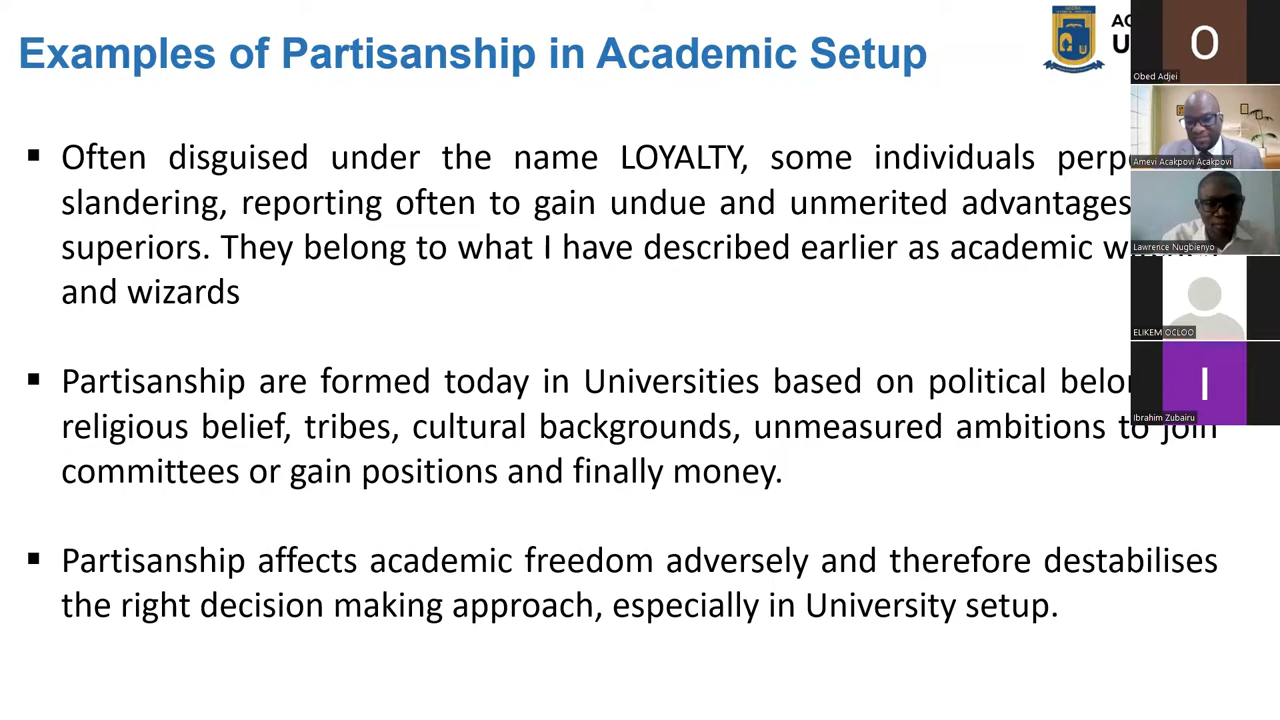 Examples of Partisanship in Academic Setup
Often disguised under the name LOYALTY, some individuals
slandering, reporting often to gain undue and unmerited advantages
superiors. They belong to what I have described earlier as academic
and wizards
Partisanship are formed today in Universities based on political
religious belief, tribes, cultural backgrounds, unmeasured ambitions to join
committees or gain positions and finally money.
Partisanship affects academic freedom adversely and therefore destabilises
the right decision making approach, especially in University setup.
O
Obed Adjei
Amevi Acakpovi Acakpovi
Lawrence Nugbienyo
ELIKEM OCLOO
I
Ibrahim Zubairu